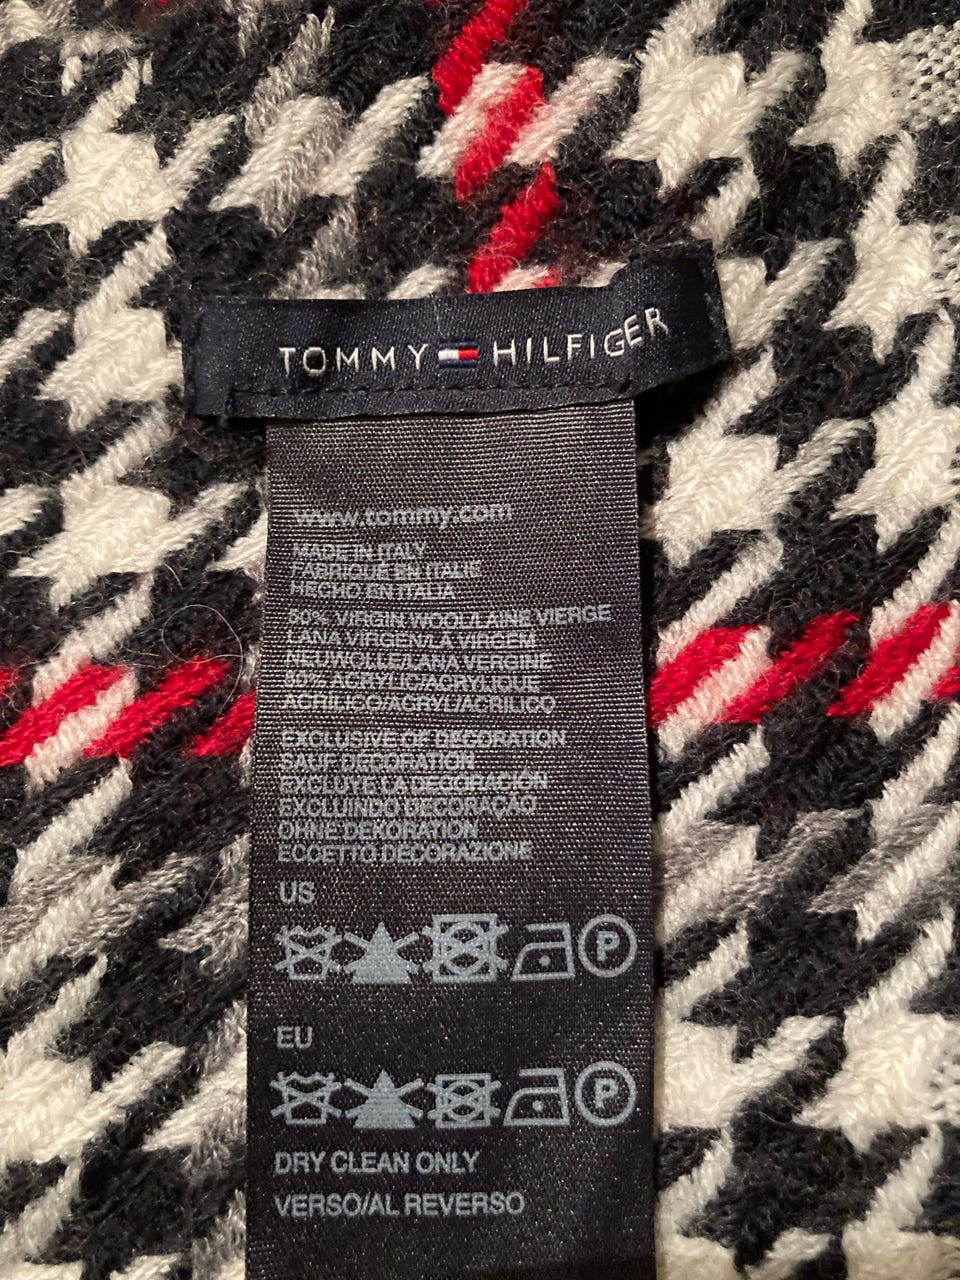 TOMMY HILFIGER
www.tommy.com
MADE IN ITALY
FABRIQUE EN ITALIE
HECHO EN ITALIA
50% VIRGIN WOOL/LAINE VIERGE
LANA VIRGEN/LA VIRGEM
NEUWOLLE/LANA VERGINE
50% ACRYLIC/ACRYLIQUE
ACRILICO/ACRYL/ACRILICO
EXCLUSIVE OF DECORATION
SAUF DECORATION
EXCLUYE LA DECORACIÓN
EXCLUINDO DECORAÇÃO
OHNE DEKORATION
ECCETTO DECORAZIONE
US
P
EU
P
DRY CLEAN ONLY
VERSO/AL REVERSO